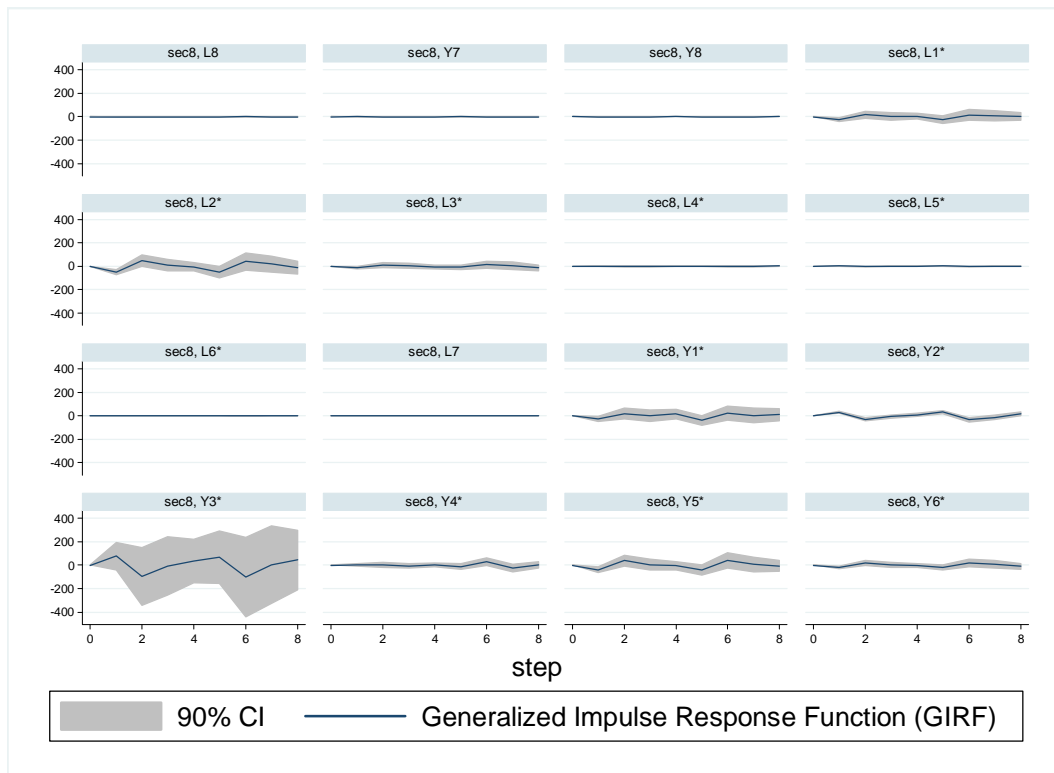 sec8, L8
sec8, Y7
sec8, Y8
sec8, L1*
400
200
0
-200
-400
sec8, L2*
sec8, L3*
sec8, L4*
sec8, L5*
400
200
0
-200
-400
sec8, L6*
sec8, L7
sec8, Y1*
sec8, Y2*
400
200
0
-200
-400
sec8, Y3*
sec8, Y4*
sec8, Y5*
sec8, Y6*
400
200
0
-200
-400
0 2 4 6 8
0 2 4 6 8
0 2 4 6 8
0 2 4 6 8
step
90% CI
Generalized Impulse Response Function (GIRF)